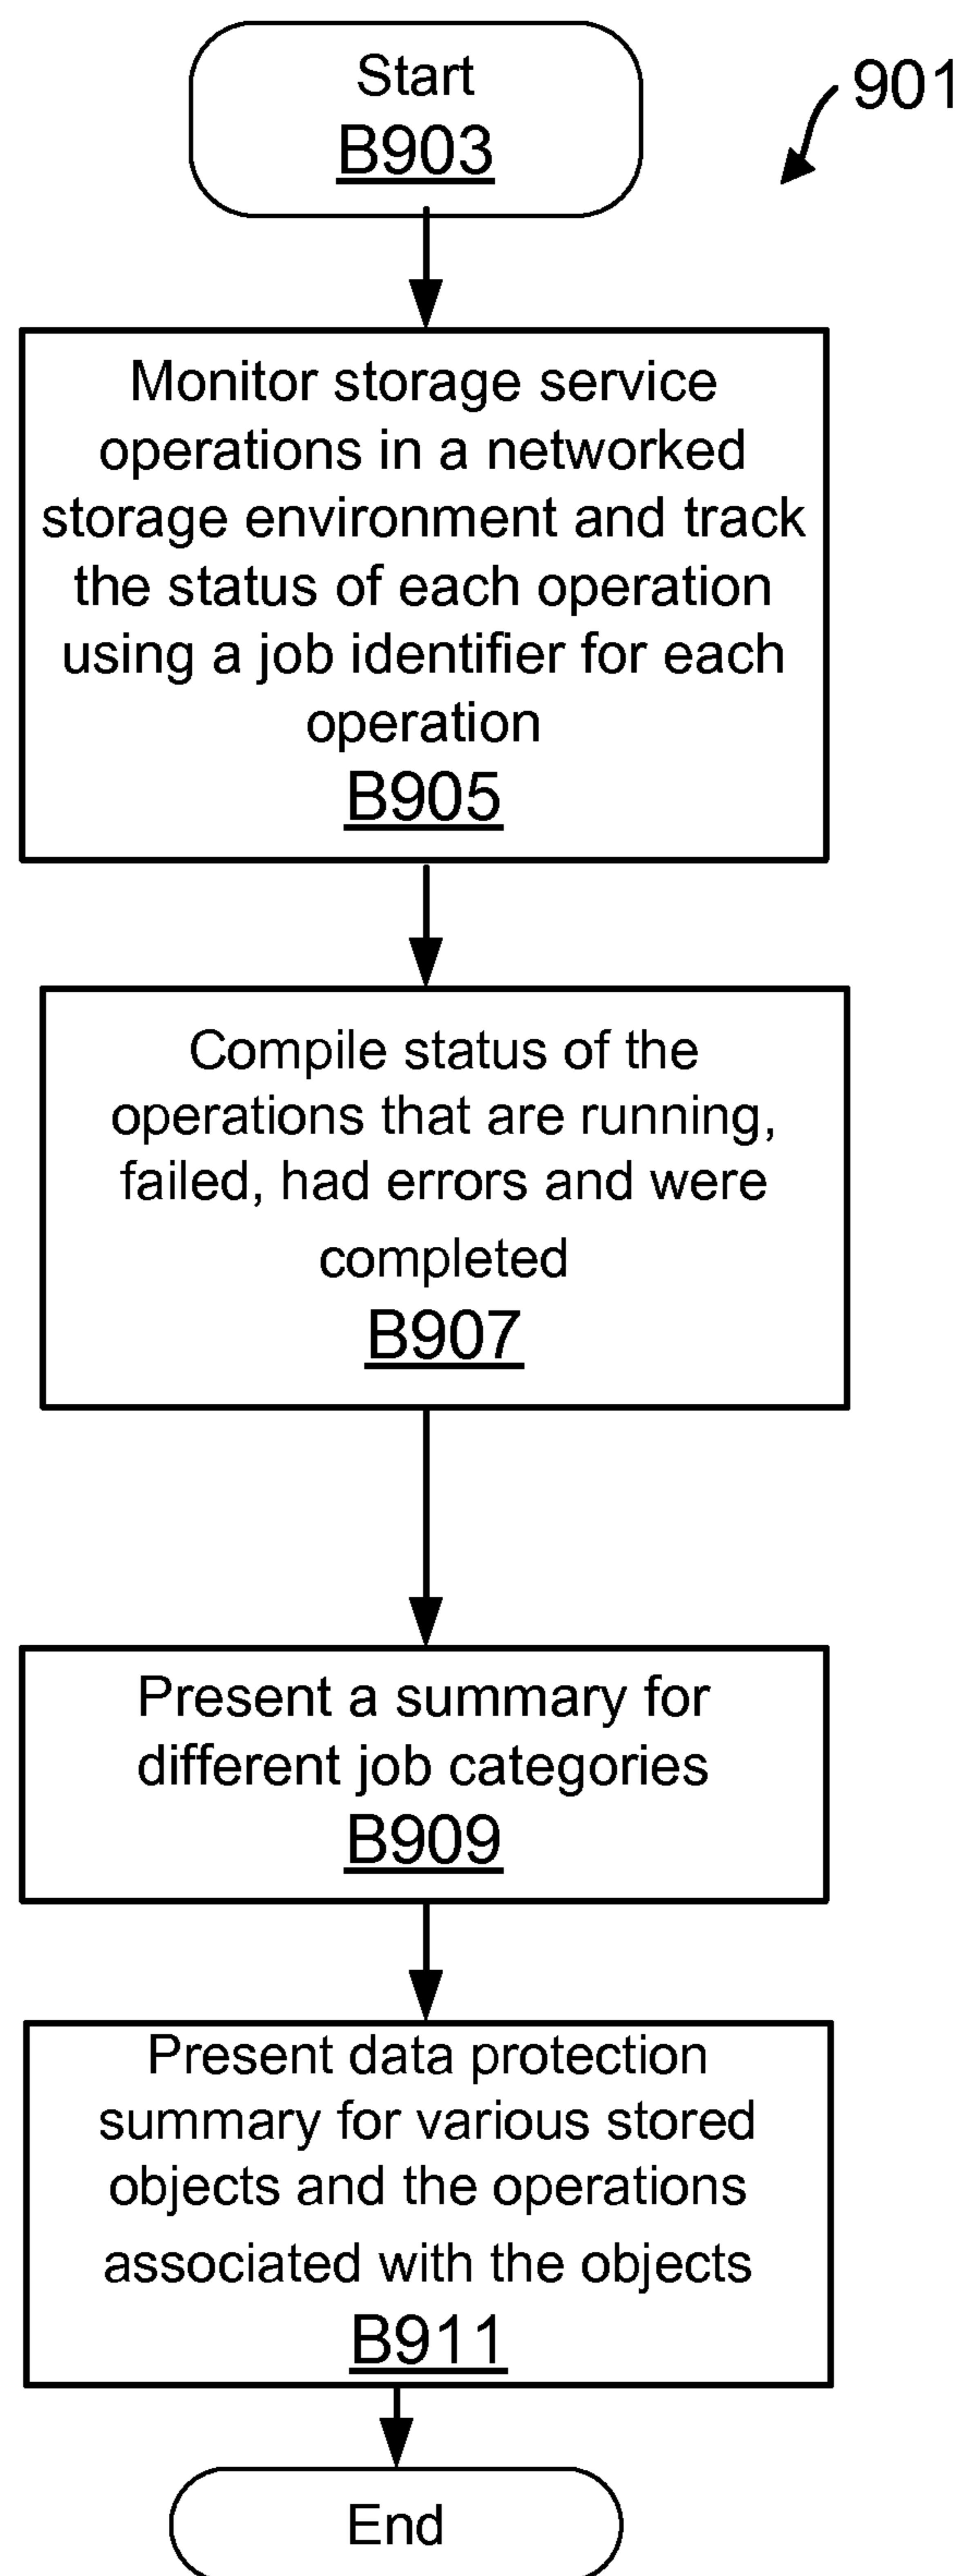 Start
901
B903
Monitor storage service
operations in a networked
storage environment and track
the status of each operation
using a job identifier for each
operation
B905
Compile status of the
operations that are running,
failed, had errors and were
completed
B907
Present a summary for
different job categories
B909
Present data protection
summary for various stored
objects and the operations
associated with the objects
B911
End